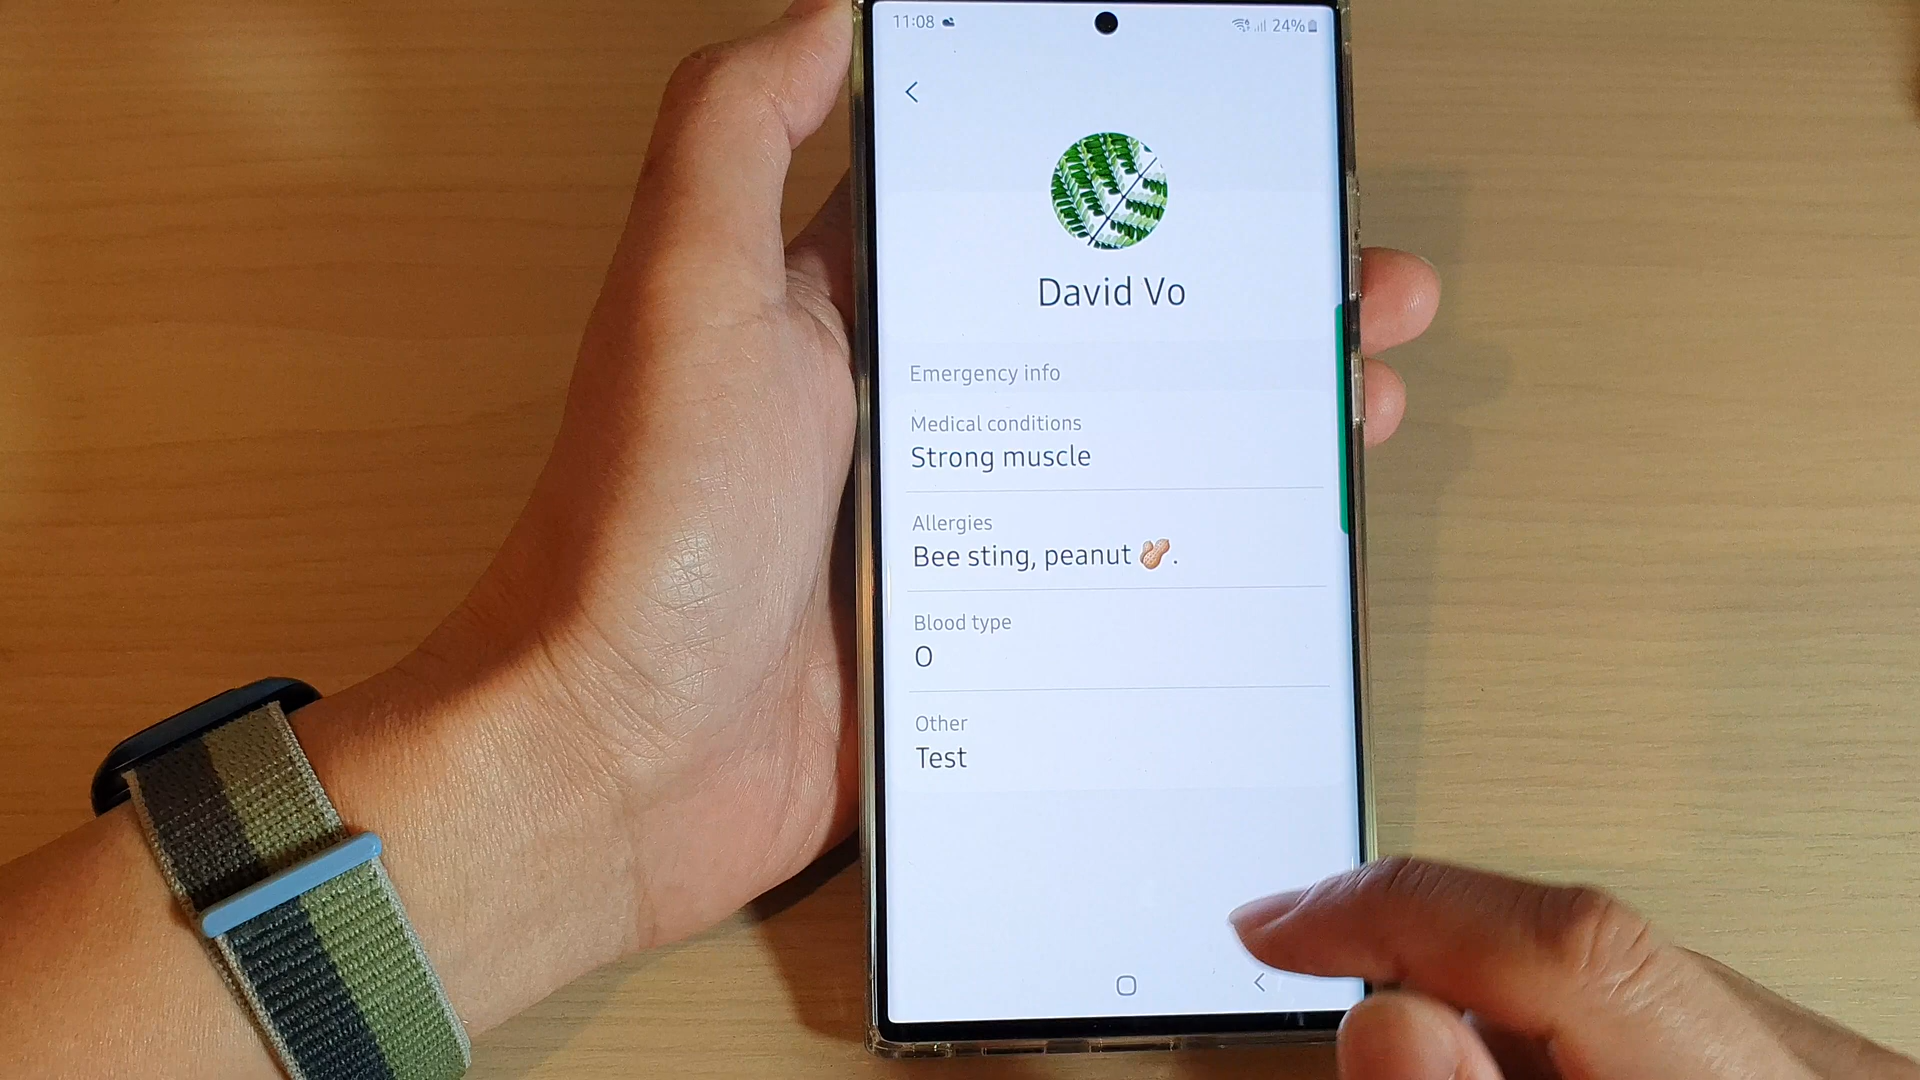 11:08 24%
David Vo
Emergency info
Medical conditions
Strong muscle
Allergies
Bee sting, peanut 🥜.
Blood type
O
Other
Test